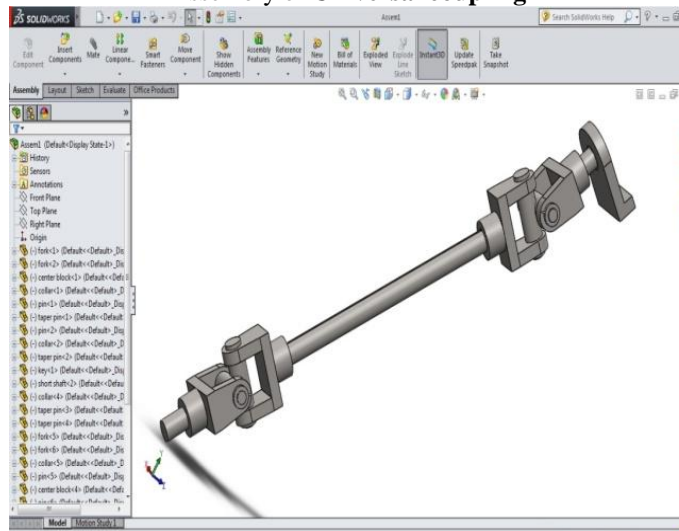 Assembly of Universal coupling
SOLIDWORKS
Assem1
Search SolidWorks Help
Edit Component
Insert Components
Mate
Linear Compone...
Smart Fasteners
Move Component
Show Hidden Components
Assembly Features
Reference Geometry
New Motion Study
Bill of Materials
Exploded View
Explode Line Sketch
Instant3D
Update Speedpak
Take Snapshot
Assembly Layout Sketch Evaluate Office Products
Assem1 (Default<Display State-1>)
History
Sensors
Annotations
Front Plane
Top Plane
Right Plane
Origin
(-) fork<1> (Default<<Default>_Dis
(-) fork<2> (Default<<Default>_Dis
(-) center block<1> (Default<<Defa
(-) collar<1> (Default<<Default>_D
(-) pin<1> (Default<<Default>_Disp
(-) taper pin<1> (Default<<Default
(-) pin<2> (Default<<Default>_Disp
(-) collar<2> (Default<<Default>_D
(-) taper pin<2> (Default<<Default
(-) key<1> (Default<<Default>_Disp
(-) short shaft<2> (Default<<Defau
(-) collar<4> (Default<<Default>_D
(-) taper pin<3> (Default<<Default
(-) taper pin<4> (Default<<Default
(-) fork<5> (Default<<Default>_Dis
(-) fork<6> (Default<<Default>_Dis
(-) collar<5> (Default<<Default>_D
(-) pin<5> (Default<<Default>_Disp
(-) center block<4> (Default<<Defa
Model Motion Study 1